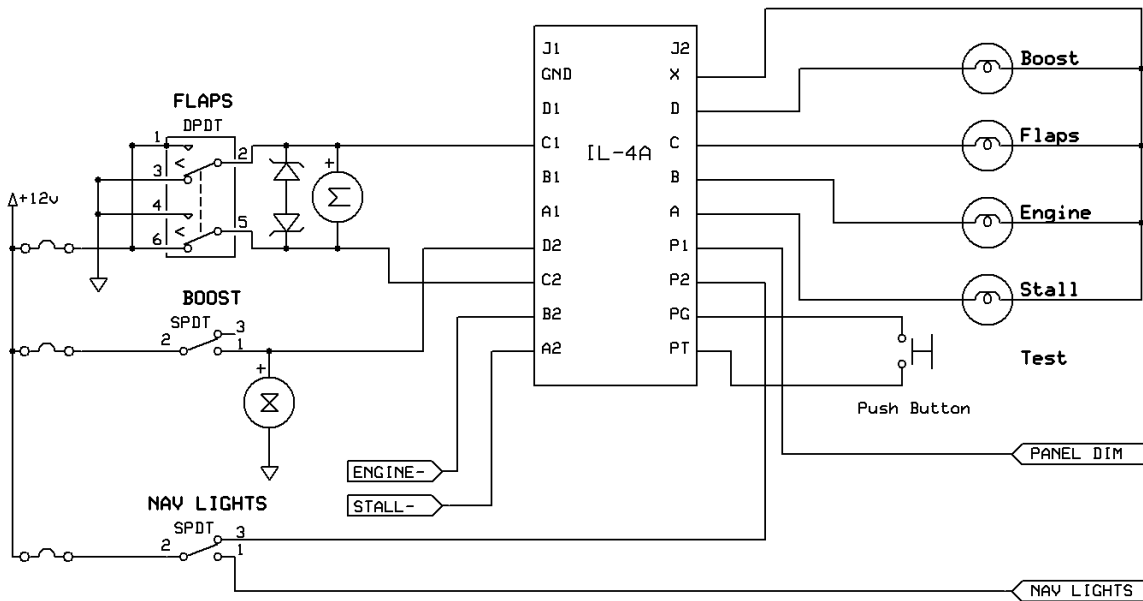 FLAPS
DPDT
1
2
3
4
5
6
+
+12v
BOOST
SPDT
3
2
1
+
ENGINE-
STALL-
NAV LIGHTS
SPDT
3
2
1
J1
GND
D1
C1
B1
A1
D2
C2
B2
A2
IL-4A
J2
X
D
C
B
A
P1
P2
PG
PT
Boost
Flaps
Engine
Stall
Test
Push Button
PANEL DIM
NAV LIGHTS